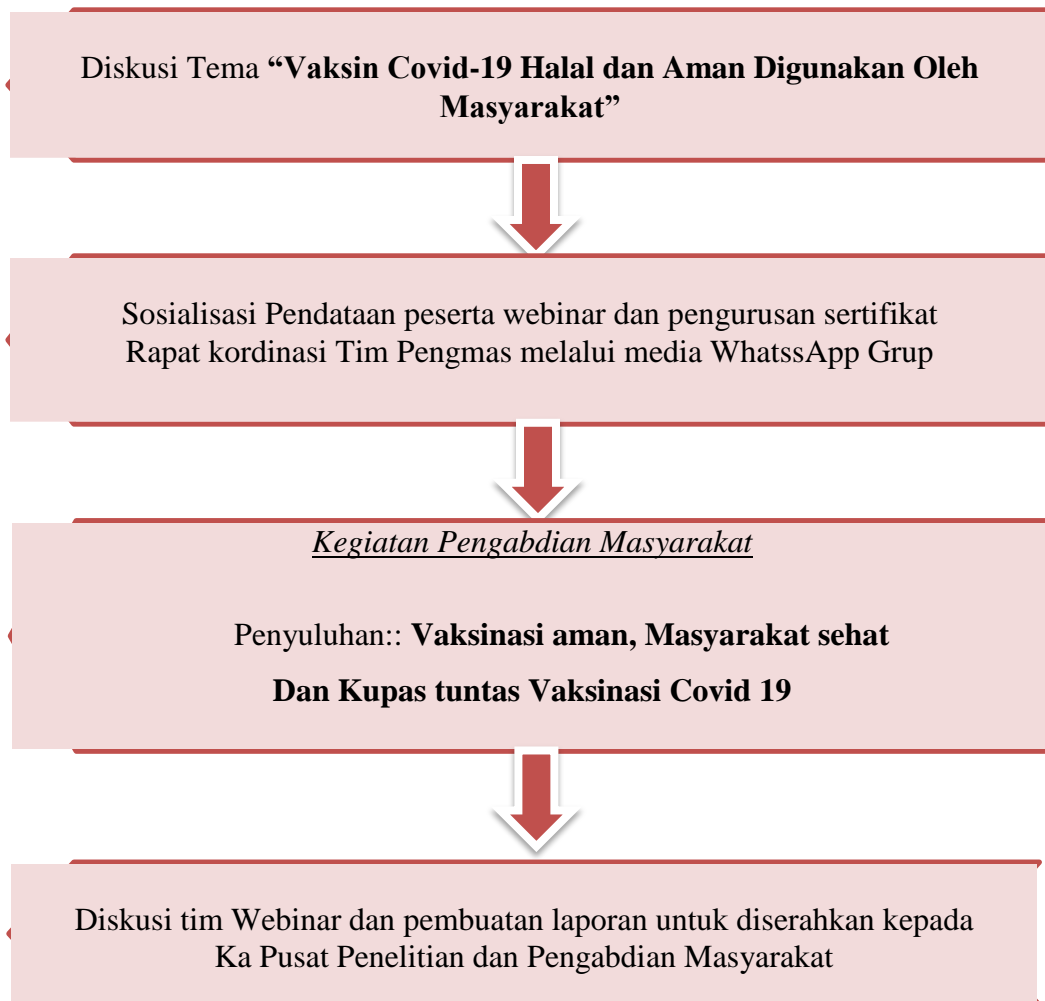 Diskusi Tema “Vaksin Covid-19 Halal dan Aman Digunakan Oleh
Masyarakat”
Sosialisasi Pendataan peserta webinar dan pengurusan sertifikat
Rapat kordinasi Tim Pengmas melalui media WhatssApp Grup
Kegiatan Pengabdian Masyarakat
Penyuluhan:: Vaksinasi aman, Masyarakat sehat
Dan Kupas tuntas Vaksinasi Covid 19
Diskusi tim Webinar dan pembuatan laporan untuk diserahkan kepada
Ka Pusat Penelitian dan Pengabdian Masyarakat